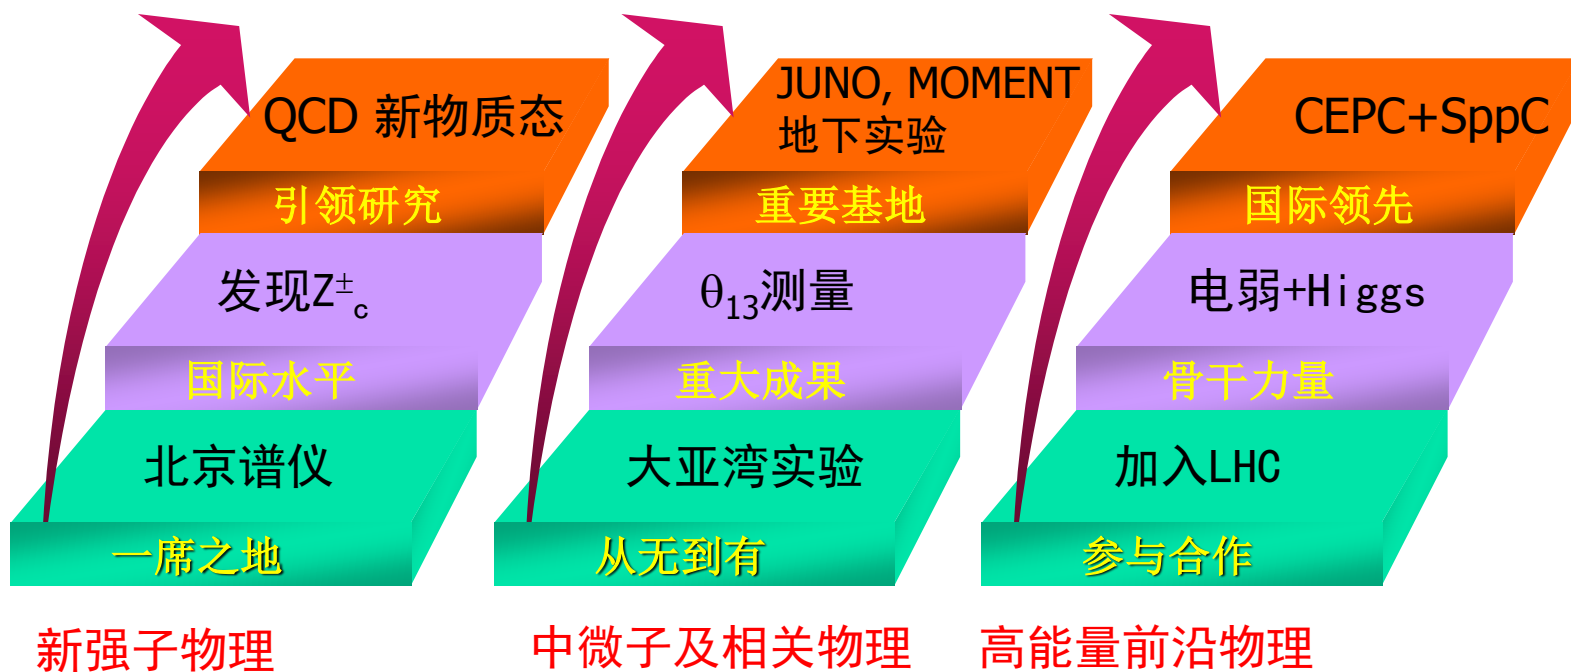 QCD 新物质态
引领研究
发现Z±c
国际水平
北京谱仪
一席之地
新强子物理
JUNO, MOMENT
地下实验
重要基地
θ13测量
重大成果
大亚湾实验
从无到有
中微子及相关物理
CEPC+SppC
国际领先
电弱+Higgs
骨干力量
加入LHC
参与合作
高能量前沿物理